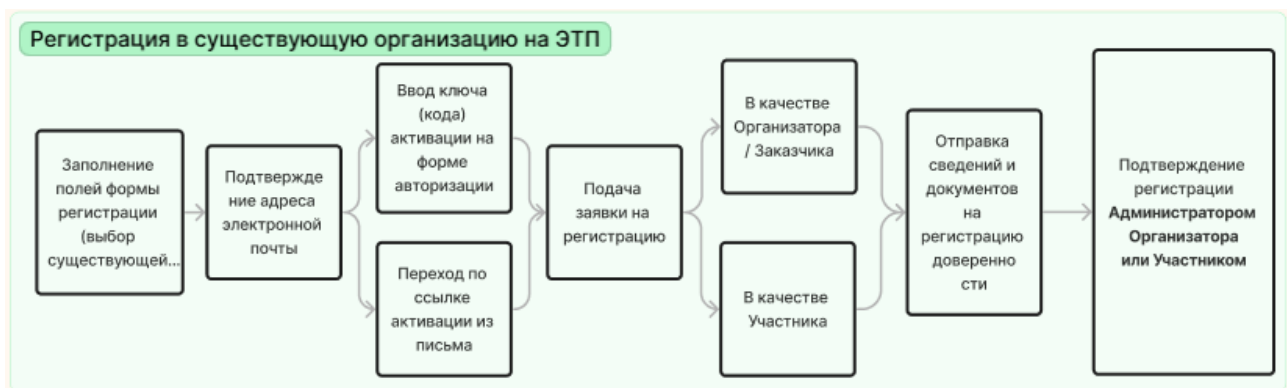 Регистрация в существующую организацию на ЭТП
Заполнение
полей формы
регистрации
(выбор
существующей...
Подтвержде
ние адреса
электронной
почты
Ввод ключа
(кода)
активации на
форме
авторизации
Переход по
ссылке
активации из
письма
Подача
заявки на
регистрацию
В качестве
Организатора
/ Заказчика
В качестве
Участника
Отправка
сведений и
документов
на
регистрацию
доверенно
сти
Подтверждение
регистрации
Администратором
Организатора
или Участником